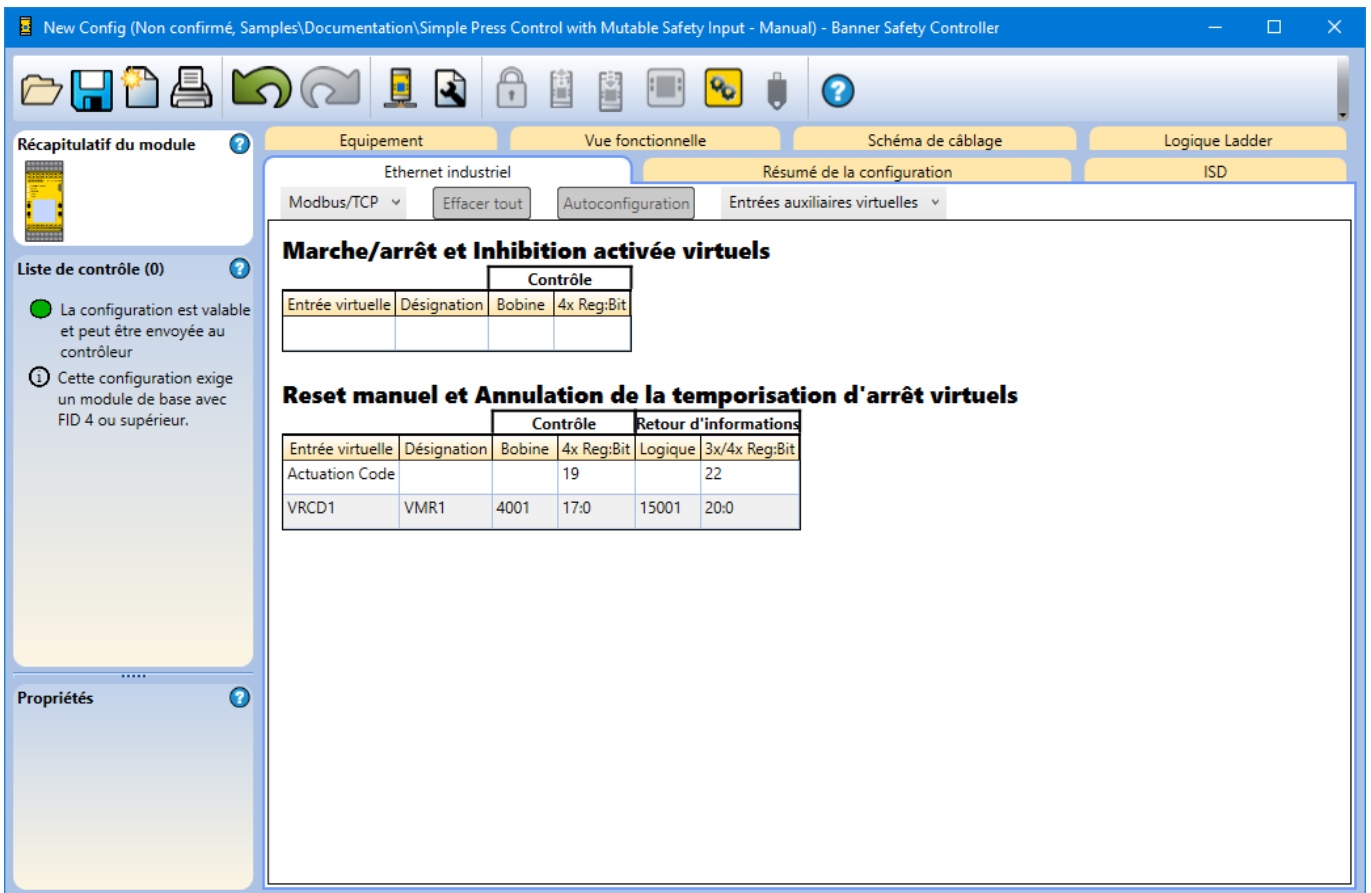 New Config (Non confirmé, Samples\Documentation\Simple Press Control with Mutable Safety Input - Manual) - Banner Safety Controller
Récapitulatif du module
Liste de contrôle (0)
La configuration est valable
et peut être envoyée au
contrôleur
Cette configuration exige
un module de base avec
FID 4 ou supérieur.
Propriétés
Equipement Vue fonctionnelle Schéma de câblage Logique Ladder
Ethernet industriel Résumé de la configuration ISD
Modbus/TCP Effacer tout Autoconfiguration Entrées auxiliaires virtuelles
Marche/arrêt et Inhibition activée virtuels
Contrôle
Entrée virtuelle Désignation Bobine 4x Reg:Bit
Reset manuel et Annulation de la temporisation d'arrêt virtuels
Contrôle Retour d'informations
Entrée virtuelle Désignation Bobine 4x Reg:Bit Logique 3x/4x Reg:Bit
Actuation Code 19 22
VRCD1 VMR1 4001 17:0 15001 20:0